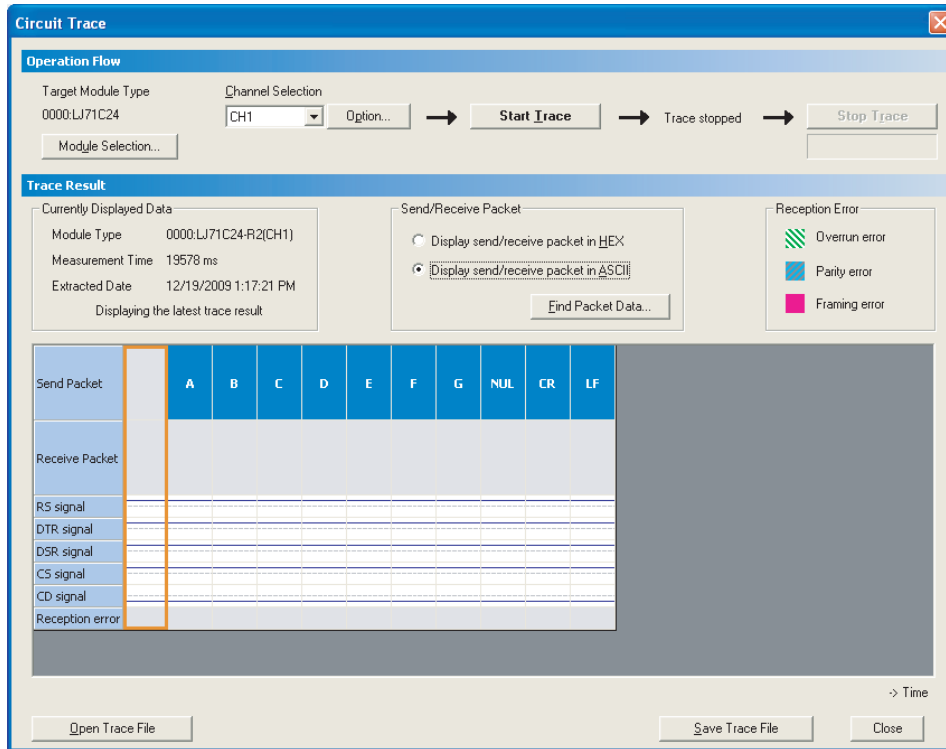 Circuit Trace
Operation Flow
Target Module Type
Channel Selection
0000:LJ71C24
CH1
Option...
Start Trace
Trace stopped
Stop Trace
Module Selection...
Trace Result
Currently Displayed Data
Module Type 0000:LJ71C24-R2(CH1)
Measurement Time 19578 ms
Extracted Date 12/19/2009 1:17:21 PM
Displaying the latest trace result
Send/Receive Packet
Display send/receive packet in HEX
Display send/receive packet in ASCII
Find Packet Data...
Reception Error
Overrun error
Parity error
Framing error
Send Packet A B C D E F G NUL CR LF
Receive Packet
RS signal
DTR signal
DSR signal
CS signal
CD signal
Reception error
-> Time
Open Trace File
Save Trace File
Close